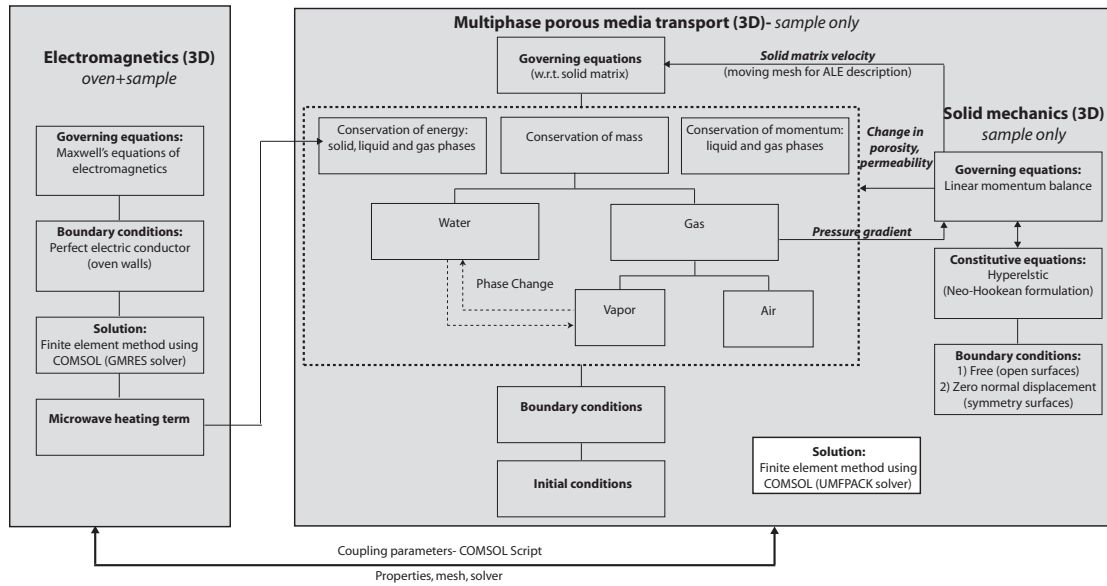 Electromagnetics (3D)
oven+sample
Governing equations:
Maxwell's equations of
electromagnetics
Boundary conditions:
Perfect electric conductor
(oven walls)
Solution:
Finite element method using
COMSOL (GMRES solver)
Microwave heating term
Multiphase porous media transport (3D)- sample only
Governing equations
(w.r.t. solid matrix)
Solid matrix velocity
(moving mesh for ALE description)
Conservation of energy:
solid, liquid and gas phases
Conservation of mass
Conservation of momentum:
liquid and gas phases
Water
Gas
Phase Change
Vapor
Air
Boundary conditions
Initial conditions
Change in
porosity,
permeability
Pressure gradient
Solid mechanics (3D)
sample only
Governing equations:
Linear momentum balance
Constitutive equations:
Hyperelstic
(Neo-Hookean formulation)
Boundary conditions:
1) Free (open surfaces)
2) Zero normal displacement
(symmetry surfaces)
Solution:
Finite element method using
COMSOL (UMFPACK solver)
Coupling parameters- COMSOL Script
Properties, mesh, solver